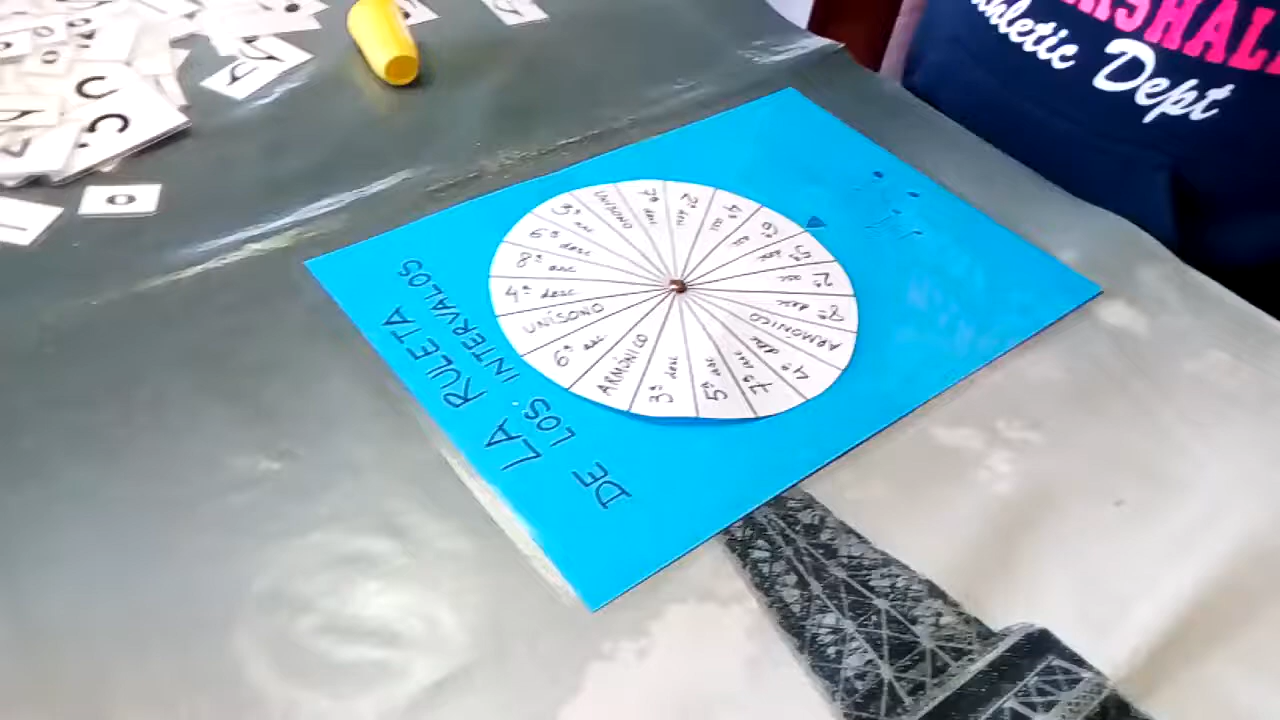 LA RULETA
DE LOS INTERVALOS
UNÍSONO
7ª desc
2ª desc
4ª asc
6ª
5ª
2ª asc
8ª desc
ARMÓNICO
4ª desc
7ª asc
5ª asc
3ª desc
ARMÓNICO
6ª asc
UNÍSONO
4ª desc
8ª asc
6ª desc
3ª asc
MARSHALL
Athletic Dept